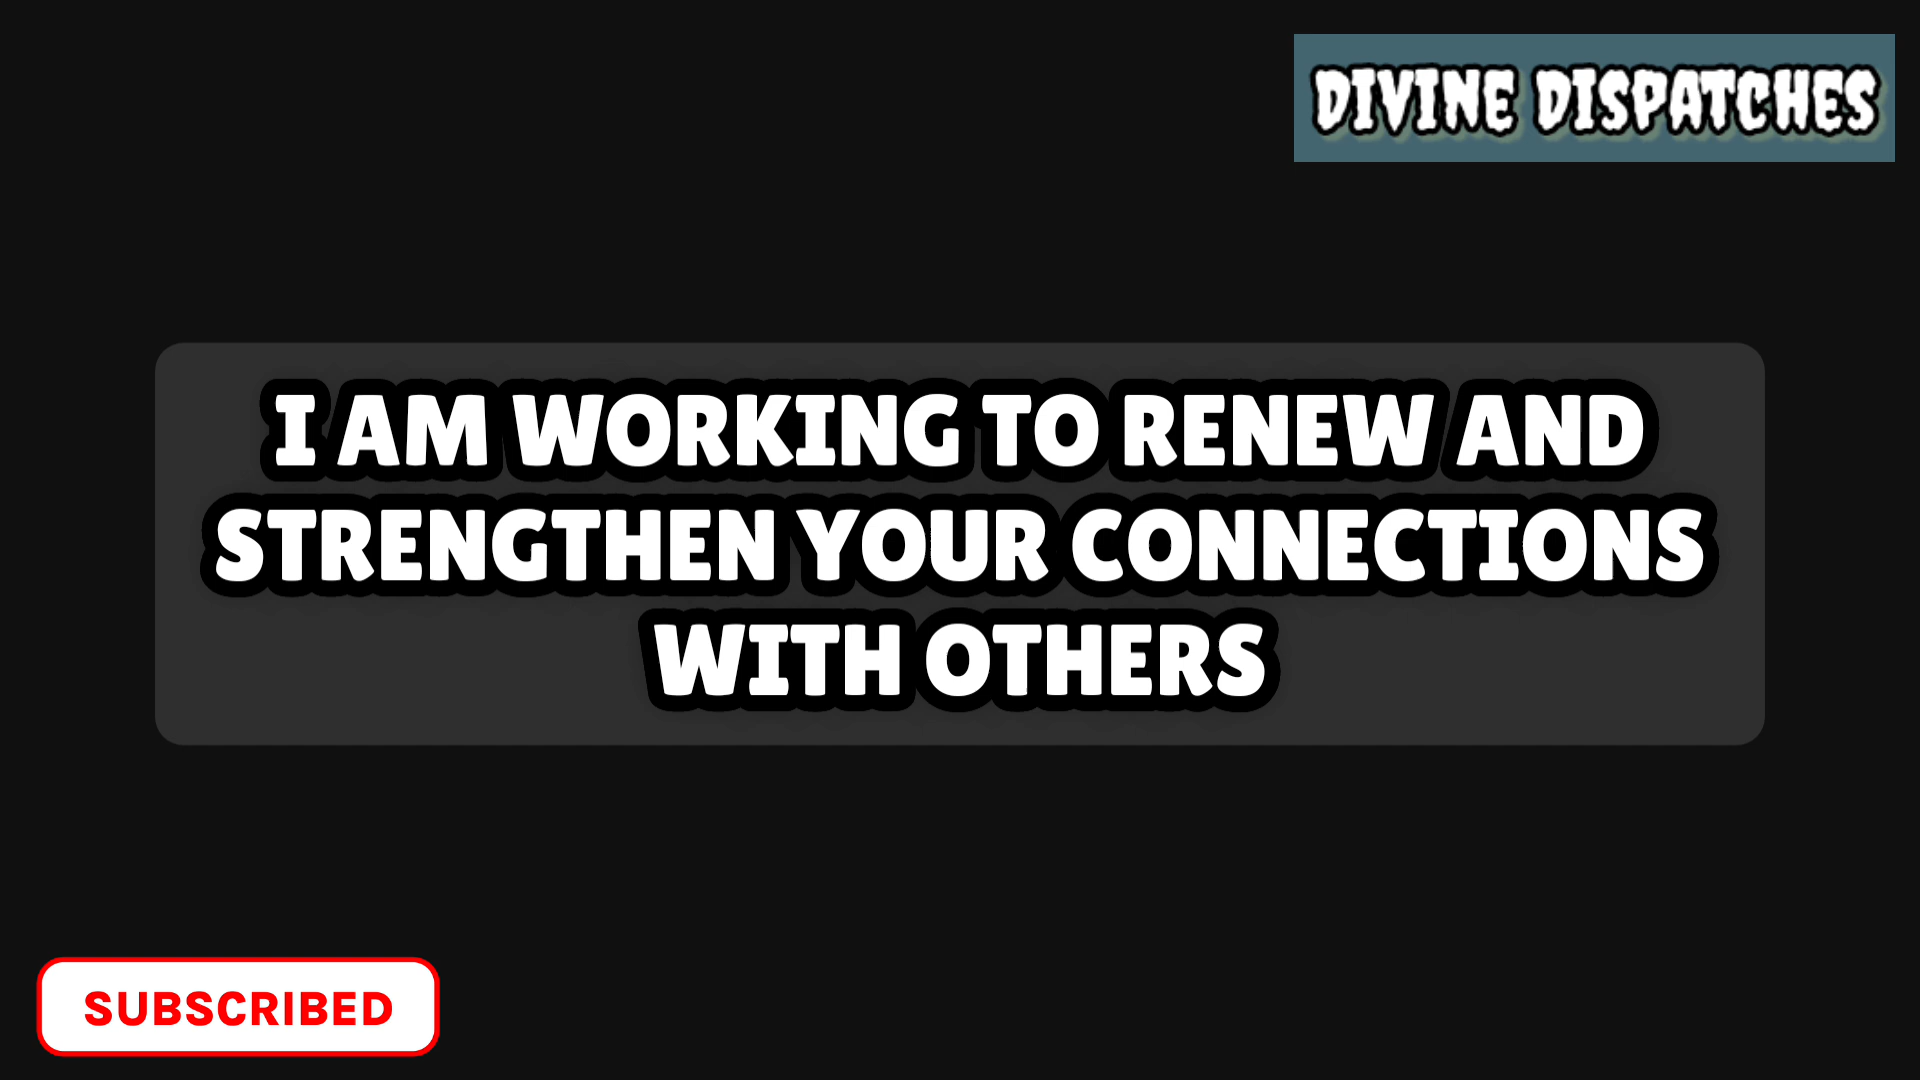 DIVINE DISPATCHES
I AM WORKING TO RENEW AND
STRENGTHEN YOUR CONNECTIONS
WITH OTHERS
SUBSCRIBED